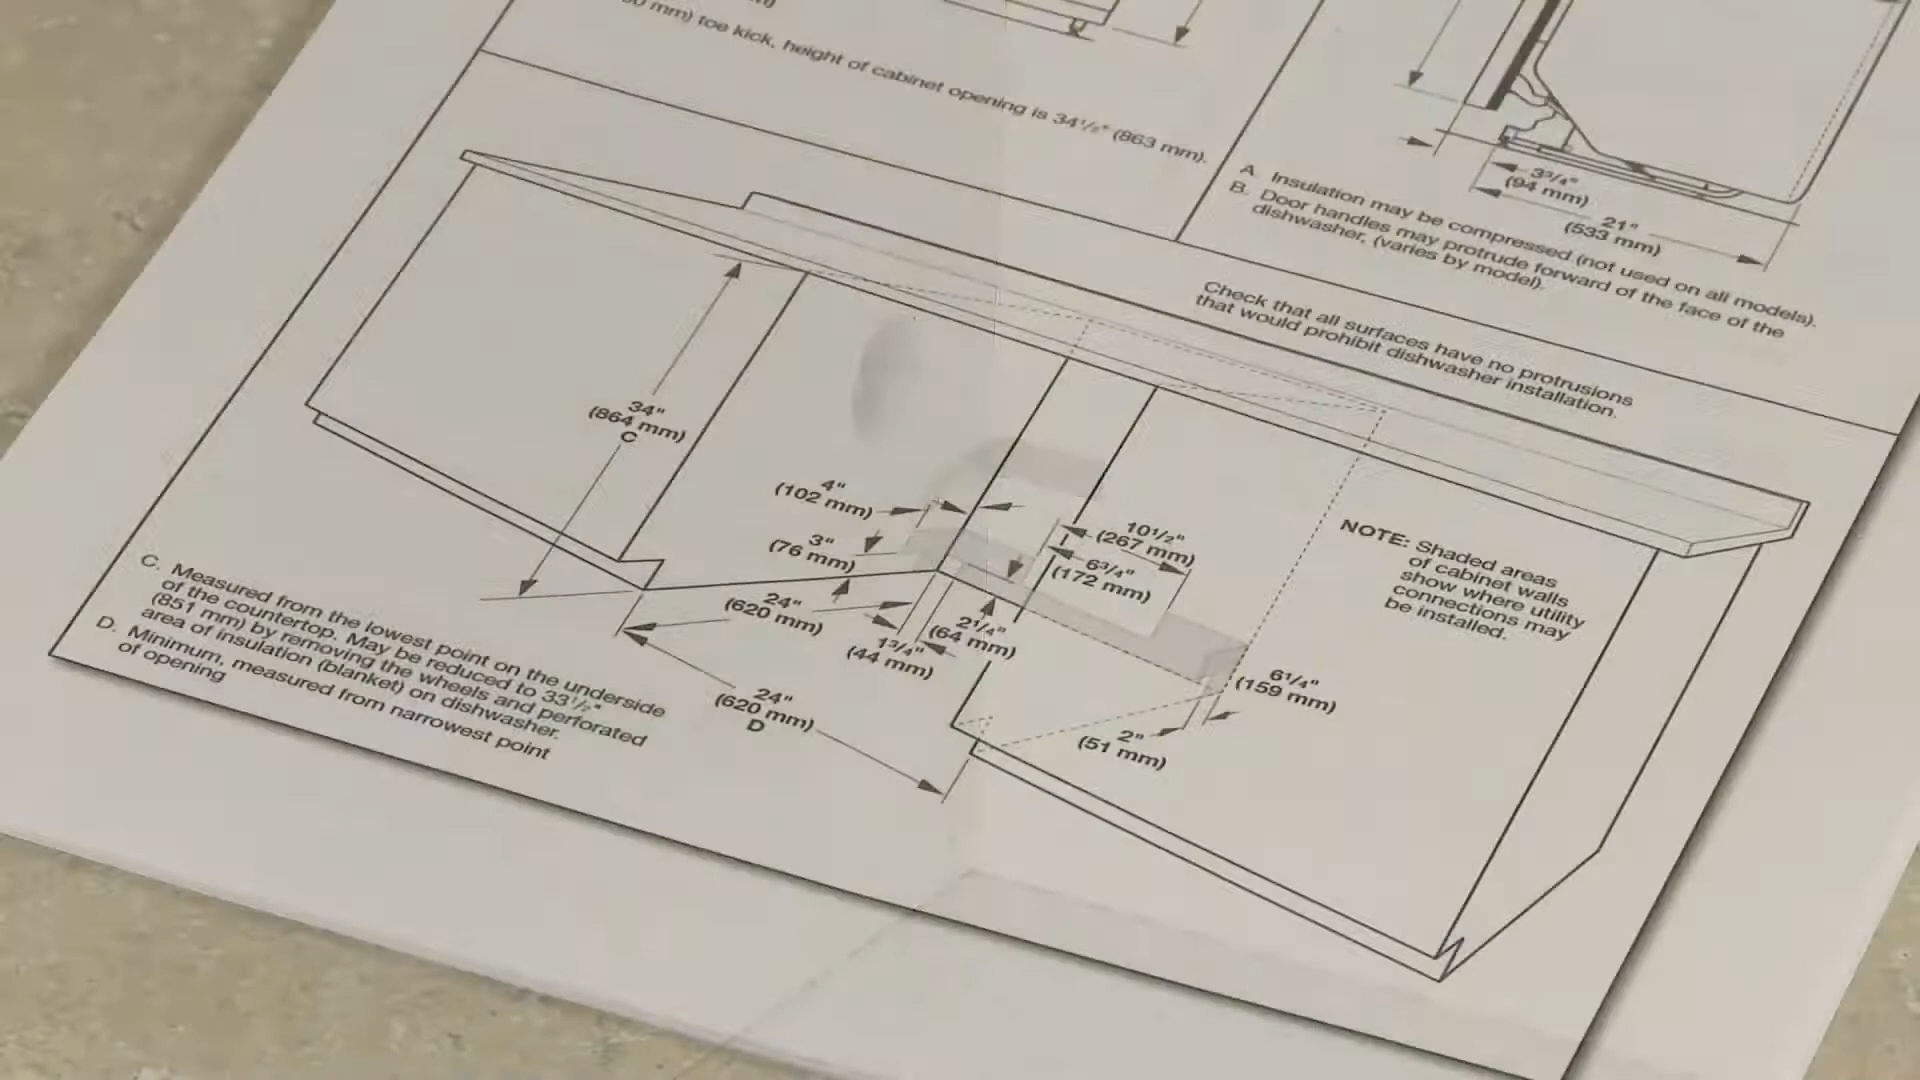 mm) toe kick, height of cabinet opening is 34½" (863 mm).
3¾"
(94 mm)
21"
(533 mm)
A. Insulation may be compressed (not used on all models).
B. Door handles may protrude forward of the face of the
dishwasher, (varies by model).
Check that all surfaces have no protrusions
that would prohibit dishwasher installation.
34"
(864 mm)
C
4"
(102 mm)
3"
(76 mm)
24"
(620 mm)
1¾"
(44 mm)
2¼"
(64 mm)
10½"
(267 mm)
6¾"
(172 mm)
NOTE: Shaded areas
of cabinet walls
show where utility
connections may
be installed.
6¼"
(159 mm)
2"
(51 mm)
24"
(620 mm)
D
C. Measured from the lowest point on the underside
of the countertop. May be reduced to 33½"
(851 mm) by removing the wheels and perforated
area of insulation (blanket) on dishwasher.
D. Minimum, measured from narrowest point
of opening